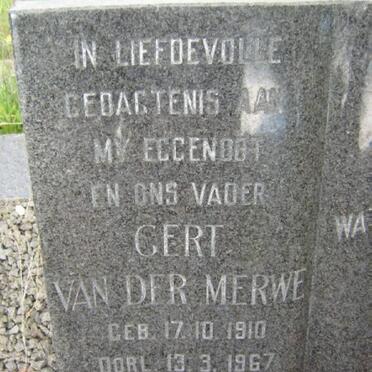 IN LIEFDEVOLLE
GEDAGTENIS AAN
MY EGGENOOT
EN ONS VADER
GERT
VAN DER MERWE
GEB. 17. 10. 1910
OORL. 13. 3. 1967
WA